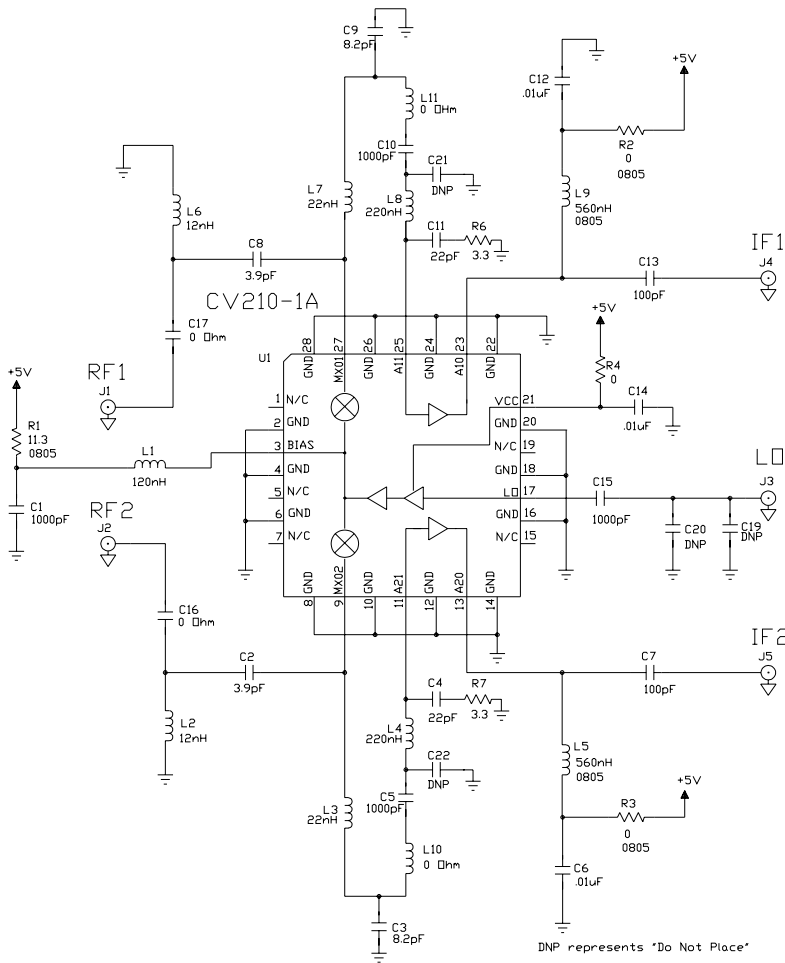 C9
8.2pF
+5V
C12
.01uF
L11
0 OHm
R2
0
0805
C10
1000pF
C21
DNP
L7
22nH
L8
220nH
L9
560nH
0805
L6
12nH
C11
22pF
R6
3.3
C8
3.9pF
IF1
J4
C13
100pF
CV210-1A
C17
0 Ohm
+5V
R4
0
U1
GND 28
MX01 27
GND 26
A11 25
GND 24
A10 23
GND 22
RF1
J1
+5V
R1
11.3
0805
1 N/C
2 GND
3 BIAS
4 GND
5 N/C
6 GND
7 N/C
VCC 21
GND 20
N/C 19
GND 18
LO 17
GND 16
N/C 15
C14
.01uF
L1
120nH
LO
J3
C15
1000pF
C1
1000pF
RF2
J2
C20
DNP
C19
DNP
8 GND
9 MX02
10 GND
11 A21
12 GND
13 A20
14 GND
C16
0 Ohm
IF2
J5
C2
3.9pF
C7
100pF
C4
22pF
R7
3.3
L2
12nH
L4
220nH
L5
560nH
0805
C22
DNP
C5
1000pF
+5V
L3
22nH
R3
0
0805
L10
0 Ohm
C6
.01uF
C3
8.2pF
DNP represents "Do Not Place"